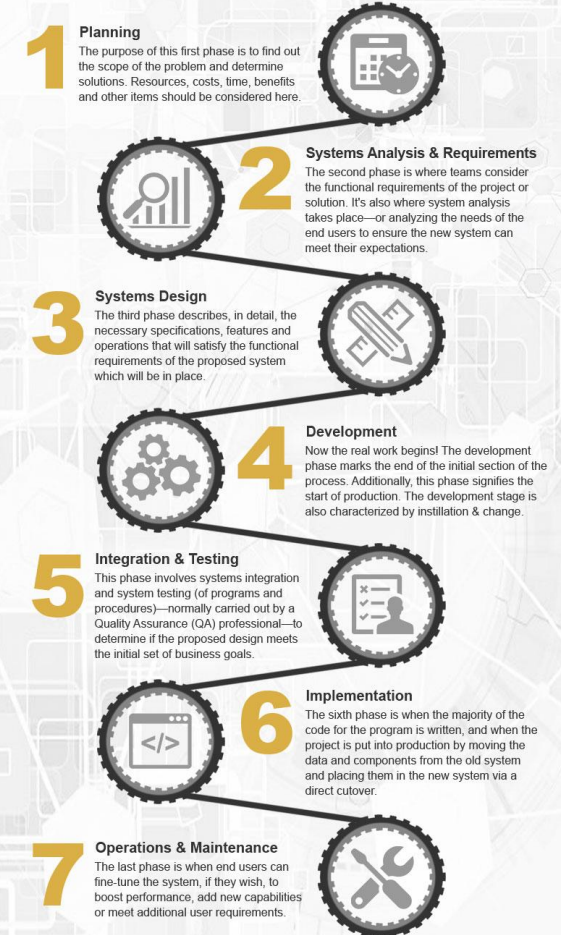 1
Planning
The purpose of this first phase is to find out
the scope of the problem and determine
solutions. Resources, costs, time, benefits
and other items should be considered here.
2
Systems Analysis & Requirements
The second phase is where teams consider
the functional requirements of the project or
solution. It's also where system analysis
takes place—or analyzing the needs of the
end users to ensure the new system can
meet their expectations.
3
Systems Design
The third phase describes, in detail, the
necessary specifications, features and
operations that will satisfy the functional
requirements of the proposed system
which will be in place.
4
Development
Now the real work begins! The development
phase marks the end of the initial section of the
process. Additionally, this phase signifies the
start of production. The development stage is
also characterized by instillation & change.
5
Integration & Testing
This phase involves systems integration
and system testing (of programs and
procedures)—normally carried out by a
Quality Assurance (QA) professional—to
determine if the proposed design meets
the initial set of business goals.
6
Implementation
The sixth phase is when the majority of the
code for the program is written, and when the
project is put into production by moving the
data and components from the old system
and placing them in the new system via a
direct cutover.
</>
7
Operations & Maintenance
The last phase is when end users can
fine-tune the system, if they wish, to
boost performance, add new capabilities
or meet additional user requirements.